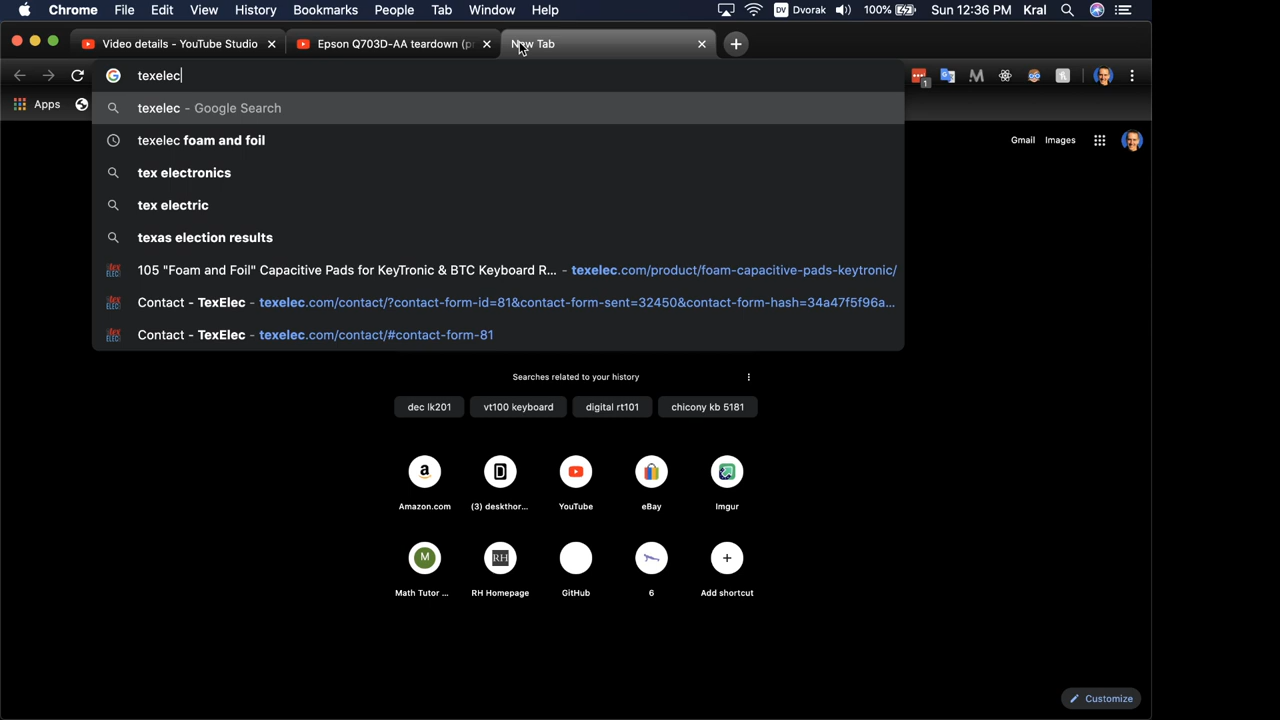 Chrome File Edit View History Bookmarks People Tab Window Help DV Dvorak 100% Sun 12:36 PM Kral
Video details - YouTube Studio Epson Q703D-AA teardown (p New Tab
texelec
1
texelec - Google Search
Apps
texelec foam and foil
Gmail Images
tex electronics
tex electric
texas election results
105 "Foam and Foil" Capacitive Pads for KeyTronic & BTC Keyboard R... - texelec.com/product/foam-capacitive-pads-keytronic/
Contact - TexElec - texelec.com/contact/?contact-form-id=81&contact-form-sent=32450&contact-form-hash=34a47f5f96a...
Contact - TexElec - texelec.com/contact/#contact-form-81
Searches related to your history
dec lk201 vt100 keyboard digital rt101 chicony kb 5181
Amazon.com (3) deskthor... YouTube eBay Imgur
M RH
Math Tutor ... RH Homepage GitHub 6 Add shortcut
Customize